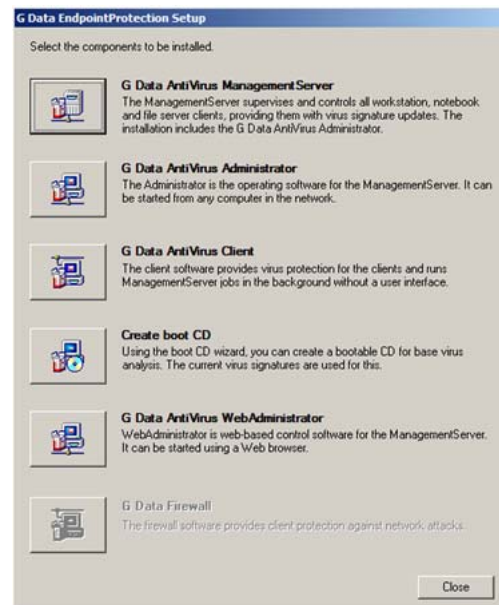 G Data EndpointProtection Setup
Select the components to be installed.
G Data AntiVirus ManagementServer
The ManagementServer supervises and controls all workstation, notebook
and file server clients, providing them with virus signature updates. The
installation includes the G Data AntiVirus Administrator.
G Data AntiVirus Administrator
The Administrator is the operating software for the ManagementServer. It can
be started from any computer in the network.
G Data AntiVirus Client
The client software provides virus protection for the clients and runs
ManagementServer jobs in the background without a user interface.
Create boot CD
Using the boot CD wizard, you can create a bootable CD for base virus
analysis. The current virus signatures are used for this.
G Data AntiVirus WebAdministrator
WebAdministrator is web-based control software for the ManagementServer.
It can be started using a Web browser.
G Data Firewall
The firewall software provides client protection against network attacks.
Close